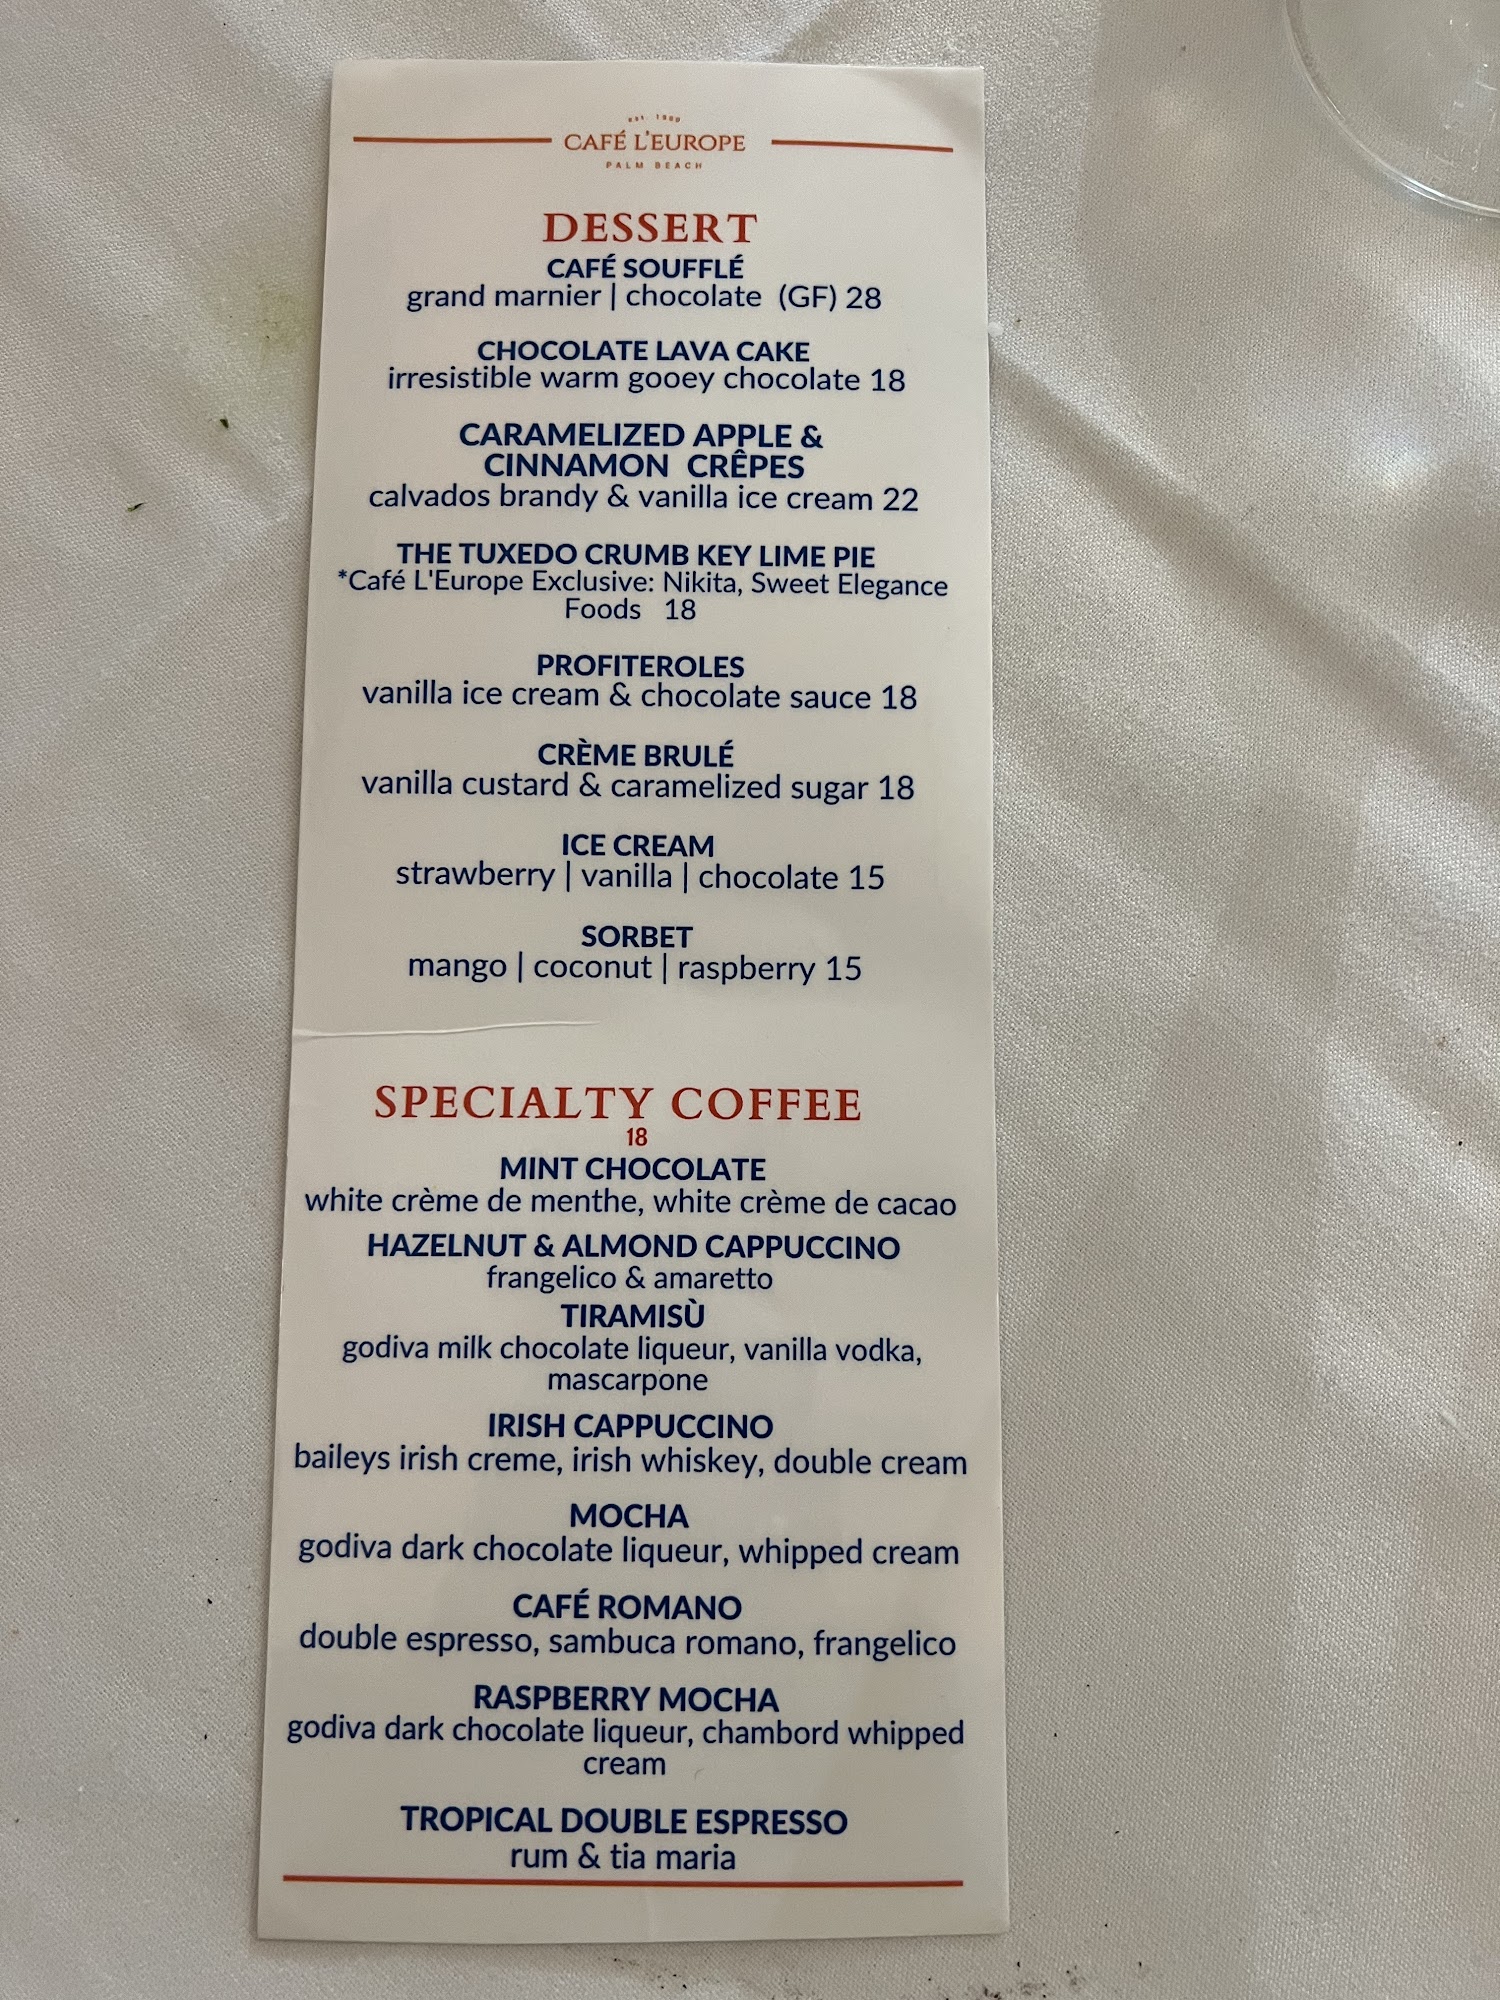 EST. 1980
CAFÉ L'EUROPE
PALM BEACH
DESSERT
CAFÉ SOUFFLÉ
grand marnier | chocolate (GF) 28
CHOCOLATE LAVA CAKE
irresistible warm gooey chocolate 18
CARAMELIZED APPLE &
CINNAMON CRÊPES
calvados brandy & vanilla ice cream 22
THE TUXEDO CRUMB KEY LIME PIE
*Café L'Europe Exclusive: Nikita, Sweet Elegance
Foods 18
PROFITEROLES
vanilla ice cream & chocolate sauce 18
CRÈME BRULÉ
vanilla custard & caramelized sugar 18
ICE CREAM
strawberry | vanilla | chocolate 15
SORBET
mango | coconut | raspberry 15
SPECIALTY COFFEE
18
MINT CHOCOLATE
white crème de menthe, white crème de cacao
HAZELNUT & ALMOND CAPPUCCINO
frangelico & amaretto
TIRAMISÙ
godiva milk chocolate liqueur, vanilla vodka,
mascarpone
IRISH CAPPUCCINO
baileys irish creme, irish whiskey, double cream
MOCHA
godiva dark chocolate liqueur, whipped cream
CAFÉ ROMANO
double espresso, sambuca romano, frangelico
RASPBERRY MOCHA
godiva dark chocolate liqueur, chambord whipped
cream
TROPICAL DOUBLE ESPRESSO
rum & tia maria